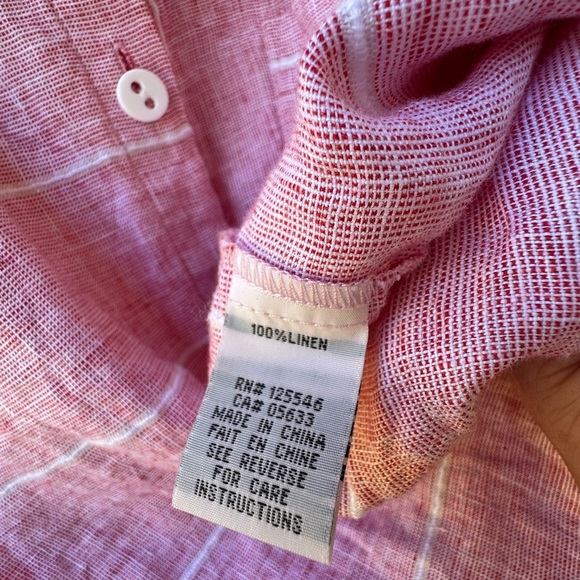 100%LINEN
RN# 125546
CA# 05633
MADE IN CHINA
FAIT EN CHINE
SEE REVERSE
FOR CARE
INSTRUCTIONS